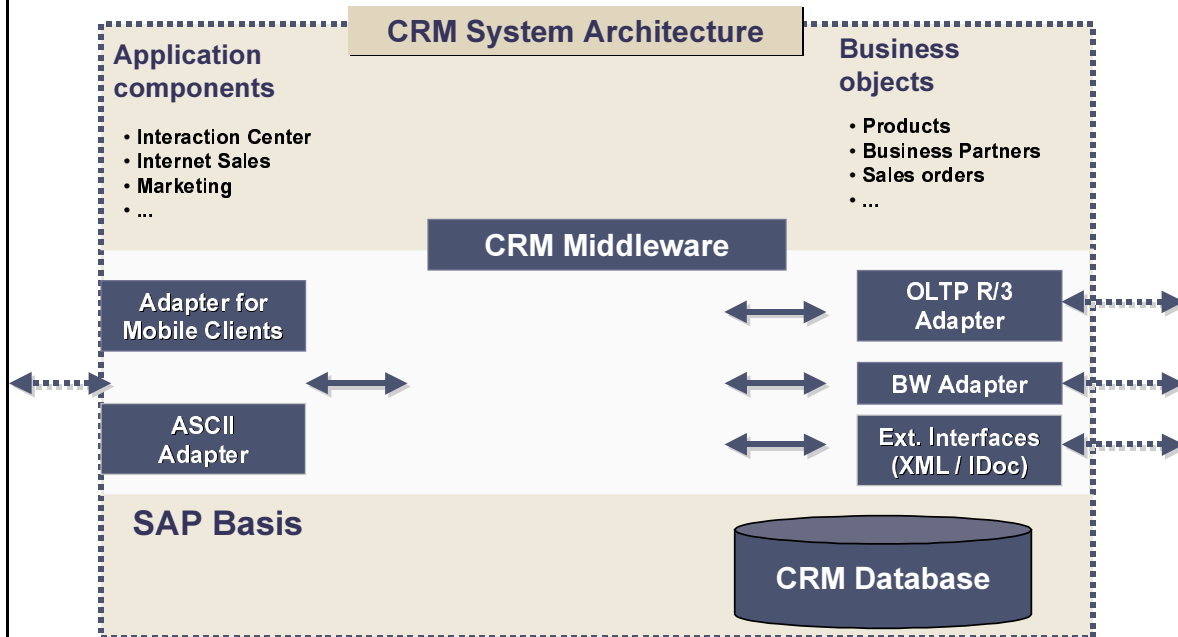 CRM System Architecture
Application
components
• Interaction Center
• Internet Sales
• Marketing
• ...
Business
objects
• Products
• Business Partners
• Sales orders
• ...
CRM Middleware
Adapter for
Mobile Clients
ASCII
Adapter
OLTP R/3
Adapter
BW Adapter
Ext. Interfaces
(XML / IDoc)
SAP Basis
CRM Database